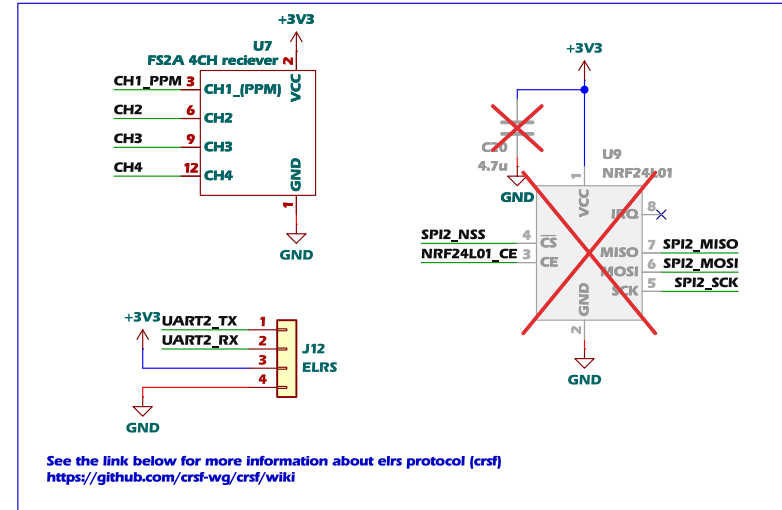 +3V3
U7
FS2A 4CH reciever
2
VCC
CH1_PPM 3 CH1_(PPM)
CH2 6 CH2
CH3 9 CH3
CH4 12 CH4
GND
1
GND
+3V3
C20
4.7u
GND
U9
NRF24L01
1
VCC
IRQ 8
SPI2_NSS 4 CS
NRF24L01_CE 3 CE
MISO 7 SPI2_MISO
MOSI 6 SPI2_MOSI
SCK 5 SPI2_SCK
GND
2
GND
+3V3
UART2_TX 1
UART2_RX 2
3
4
J12
ELRS
GND
See the link below for more information about elrs protocol (crsf)
https://github.com/crsf-wg/crsf/wiki